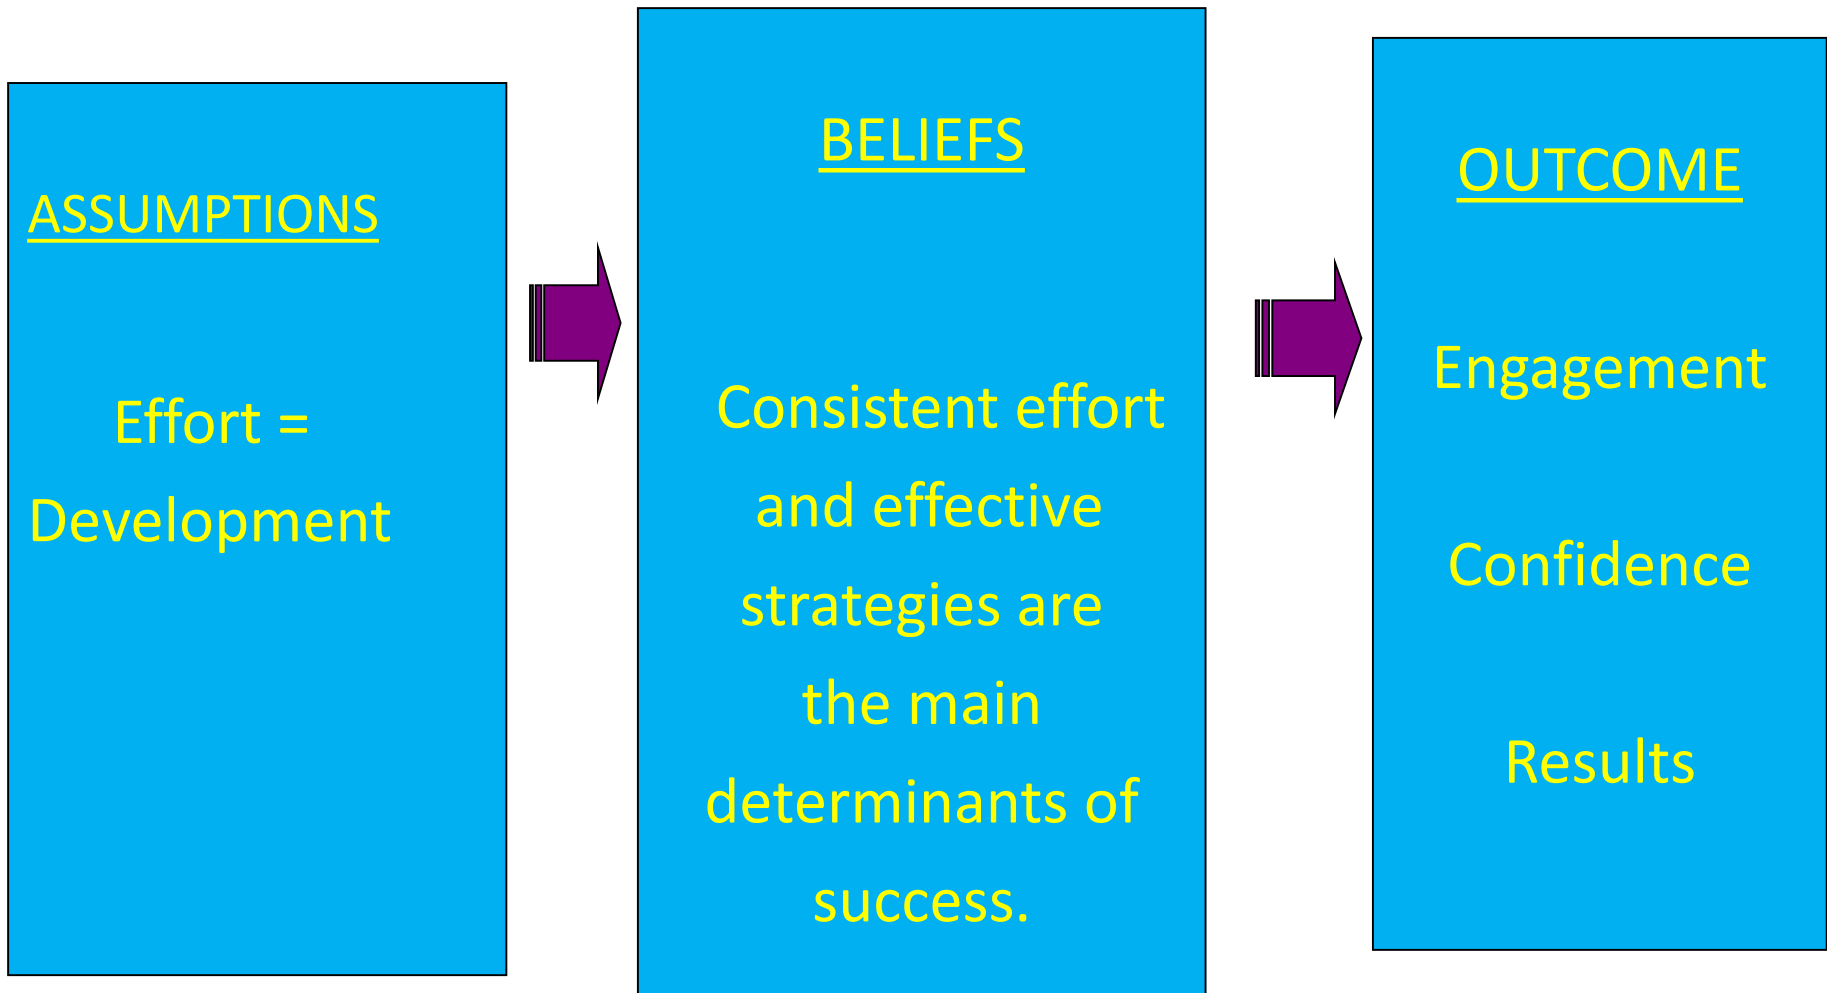 ASSUMPTIONS
Effort =
Development
BELIEFS
Consistent effort
and effective
strategies are
the main
determinants of
success.
OUTCOME
Engagement
Confidence
Results